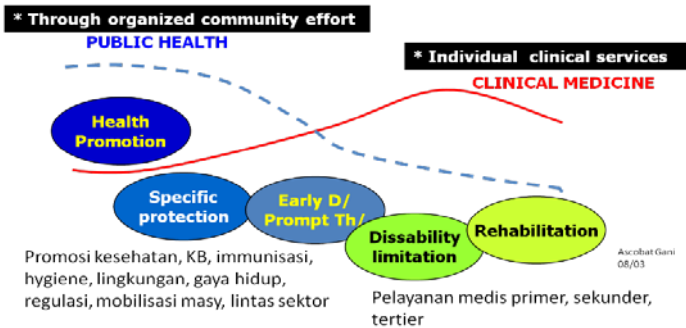 * Through organized community effort
PUBLIC HEALTH
* Individual clinical services
CLINICAL MEDICINE
Health
Promotion
Specific
protection
Early D/
Prompt Th/
Dissability
limitation
Rehabilitation
Ascobat Gani
08/03
Promosi kesehatan, KB, immunisasi,
hygiene, lingkungan, gaya hidup,
regulasi, mobilisasi masy, lintas sektor
Pelayanan medis primer, sekunder,
tertier